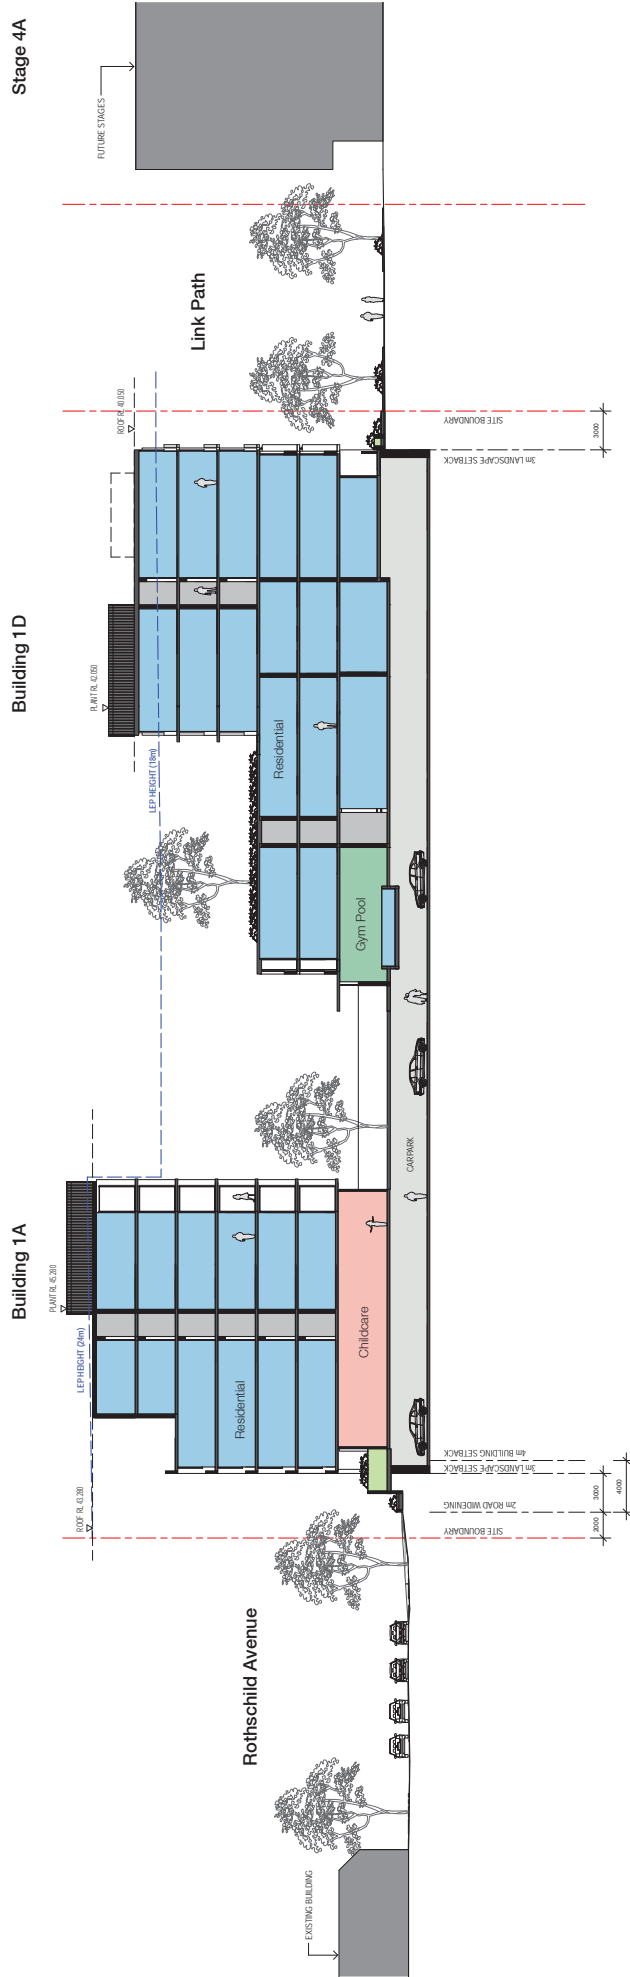 Rothschild Avenue
Building 1A
Building 1D
Link Path
Stage 4A
EXISTING BUILDING
ROOF RL 43.280
LEP HEIGHT (24m)
PLANT RL 45.280
LEP HEIGHT (18m)
PLANT RL 42.050
ROOF RL 40.050
FUTURE STAGES
Residential
Childcare
Residential
Gym Pool
CARPARK
SITE BOUNDARY
2m ROAD WIDENING
3m LANDSCAPE SETBACK
4m BUILDING SETBACK
2000
3000
4000
3m LANDSCAPE SETBACK
SITE BOUNDARY
3000